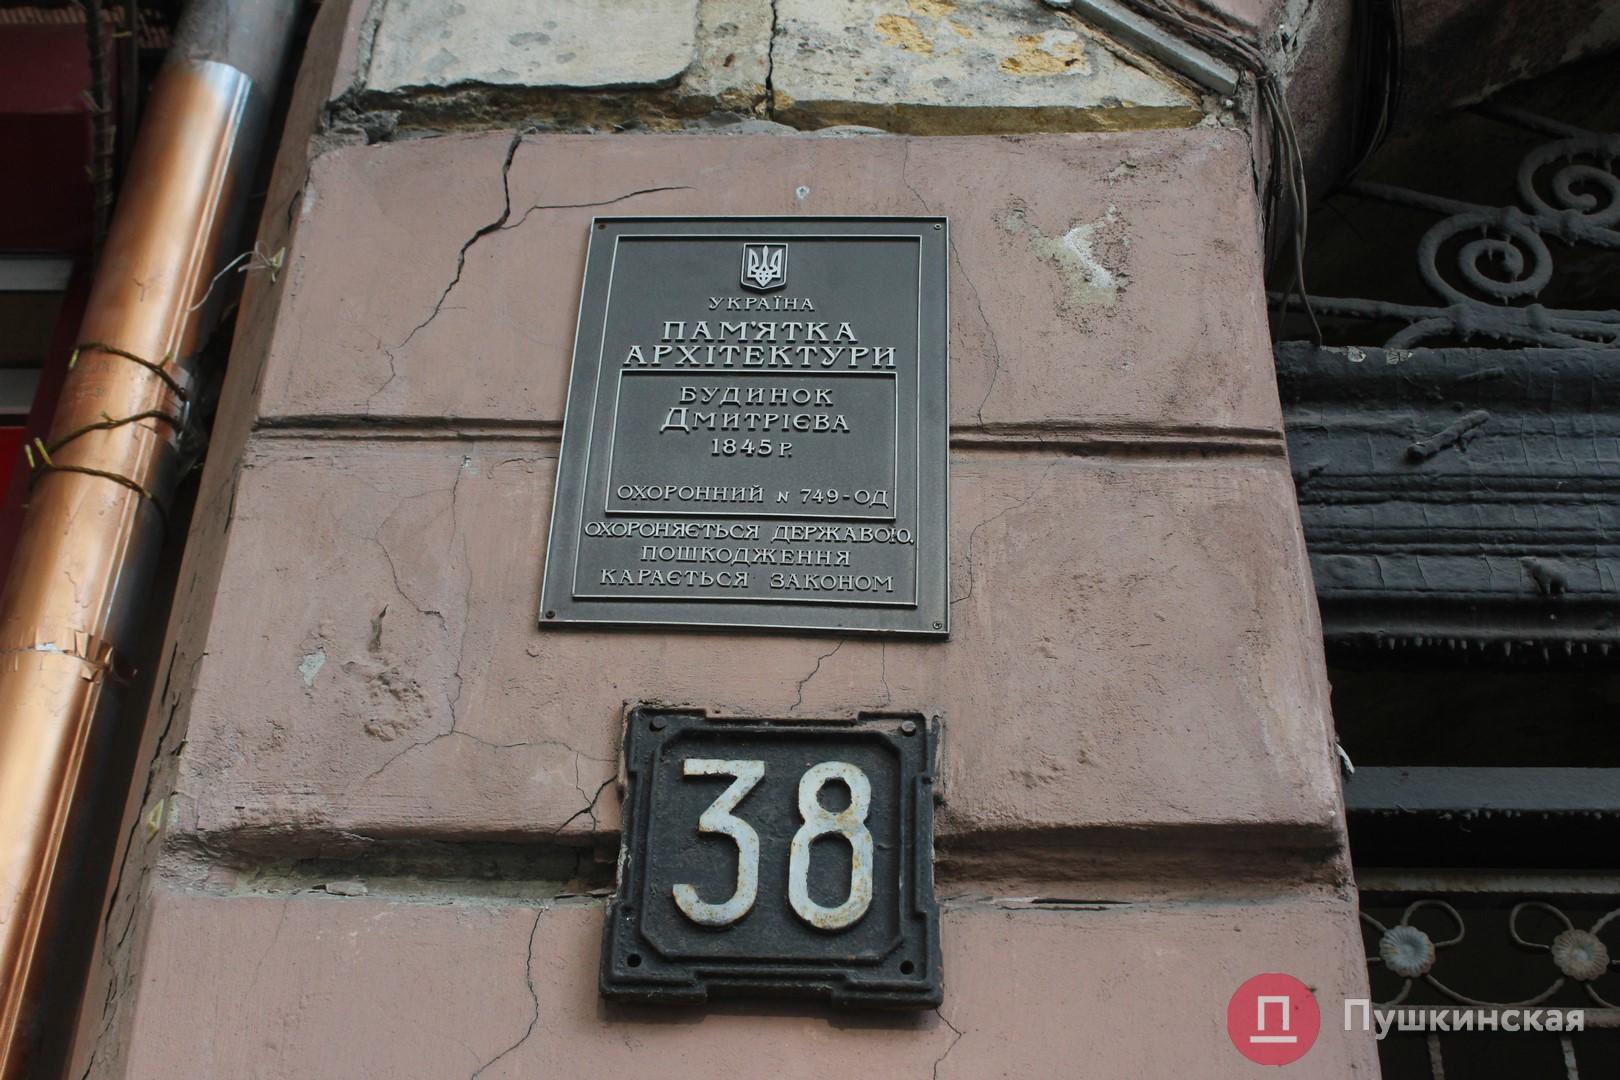 УКРАЇНА
ПАМ'ЯТКА
АРХІТЕКТУРИ
БУДИНОК
ДМИТРІЄВА
1845 Р.
ОХОРОННИЙ N 749-ОД
ОХОРОНЯЄТЬСЯ ДЕРЖАВОЮ,
ПОШКОДЖЕННЯ
КАРАЄТЬСЯ ЗАКОНОМ
38
П Пушкинская